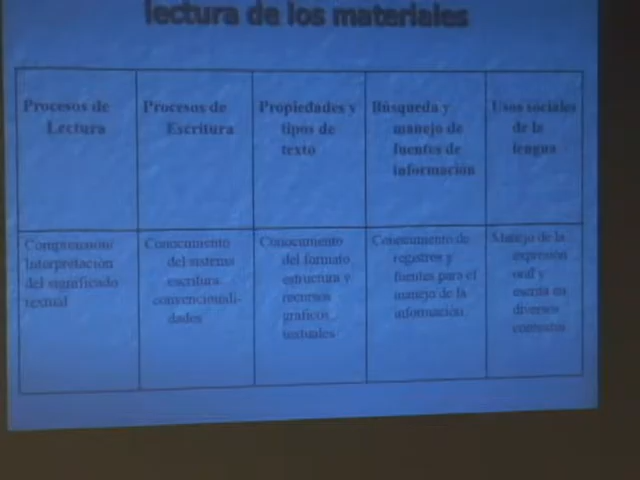 lectura de los materiales
Procesos de
Lectura
Procesos de
Escritura
Propiedades y
tipos de
texto
Búsqueda y
manejo de
fuentes de
información
Usos sociales
de la
lengua
Comprensión/
Interpretación
del significado
textual
Conocimiento
del sistema
escritura
convencionali-
dades
Conocimiento
del formato
estructura y
recursos
gráficos
textuales
Conocimiento de
registros y
fuentes para el
manejo de la
información
Manejo de la
expresión
oral y
escrita en
diversos
contextos